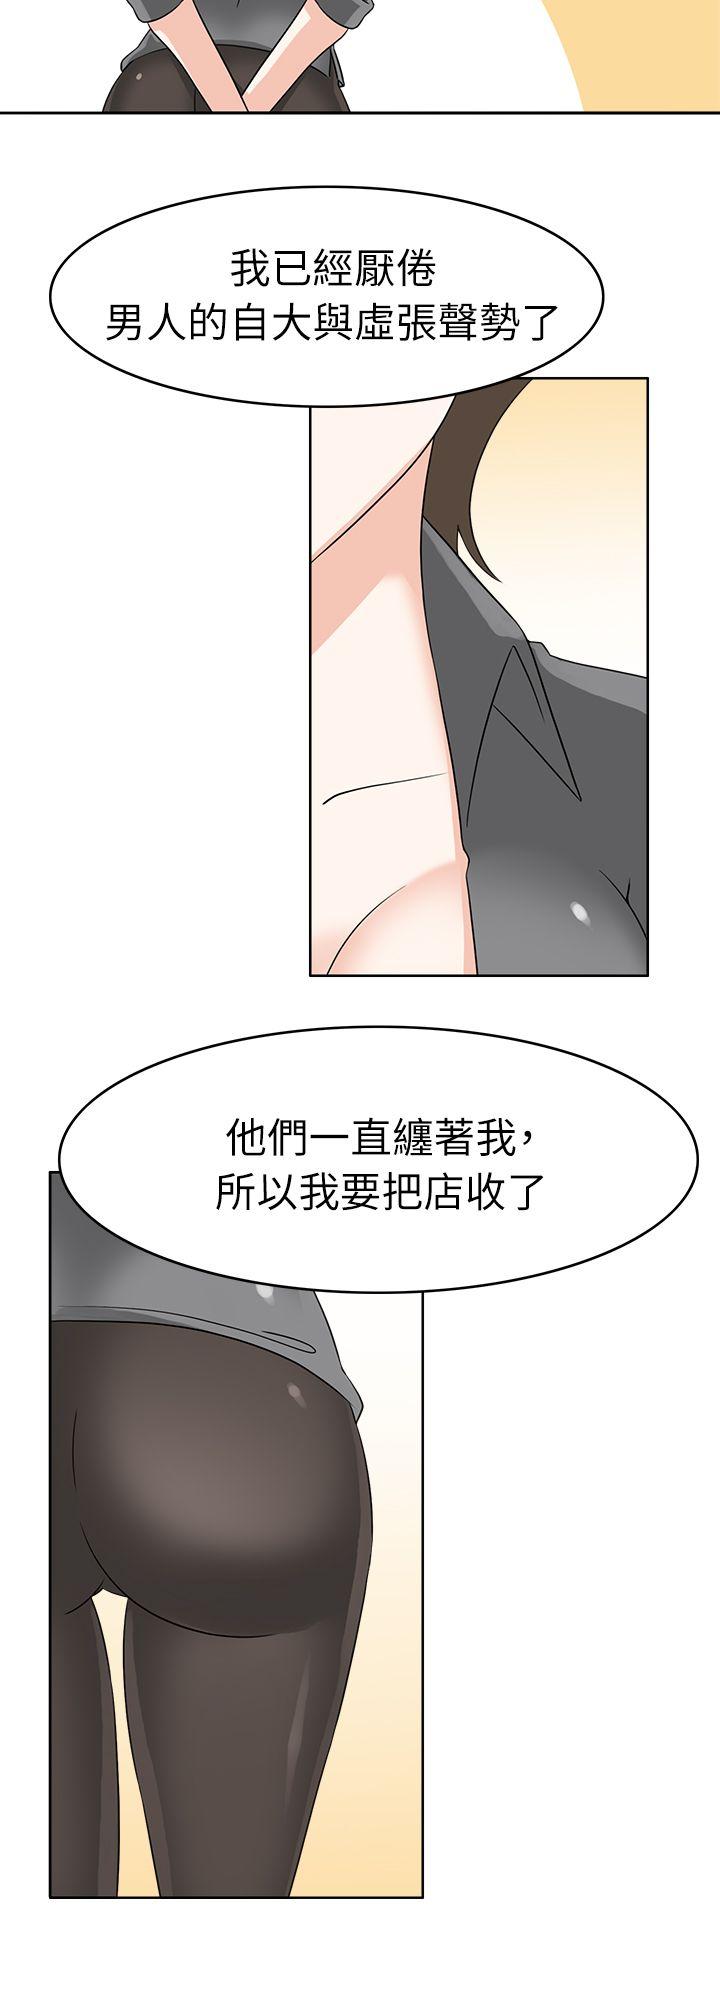 我已經厭倦
男人的自大與虛張聲勢了
他們一直纏著我，
所以我要把店收了